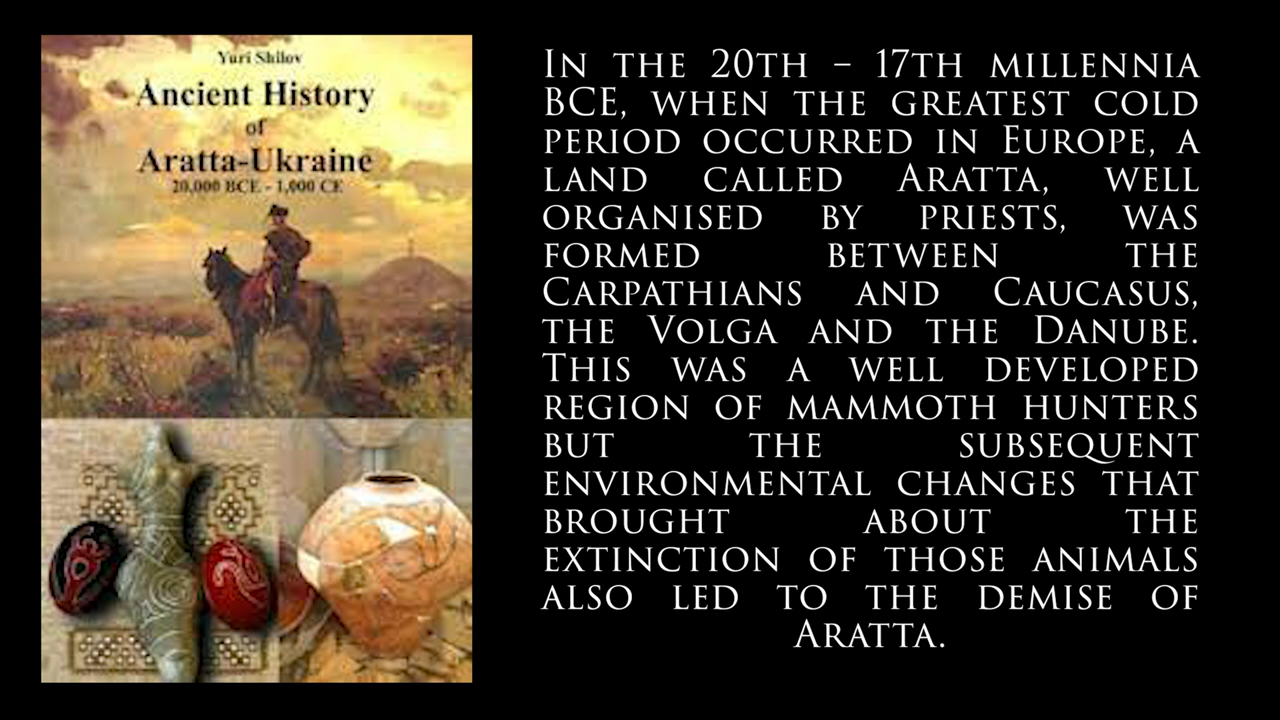 Yuri Shilov
Ancient History
of
Aratta-Ukraine
20,000 BCE - 1,000 CE
In the 20th – 17th millennia
BCE, when the greatest cold
period occurred in Europe, a
land called Aratta, well
organised by priests, was
formed between the
Carpathians and Caucasus,
the Volga and the Danube.
This was a well developed
region of mammoth hunters
but the subsequent
environmental changes that
brought about the
extinction of those animals
also led to the demise of
Aratta.